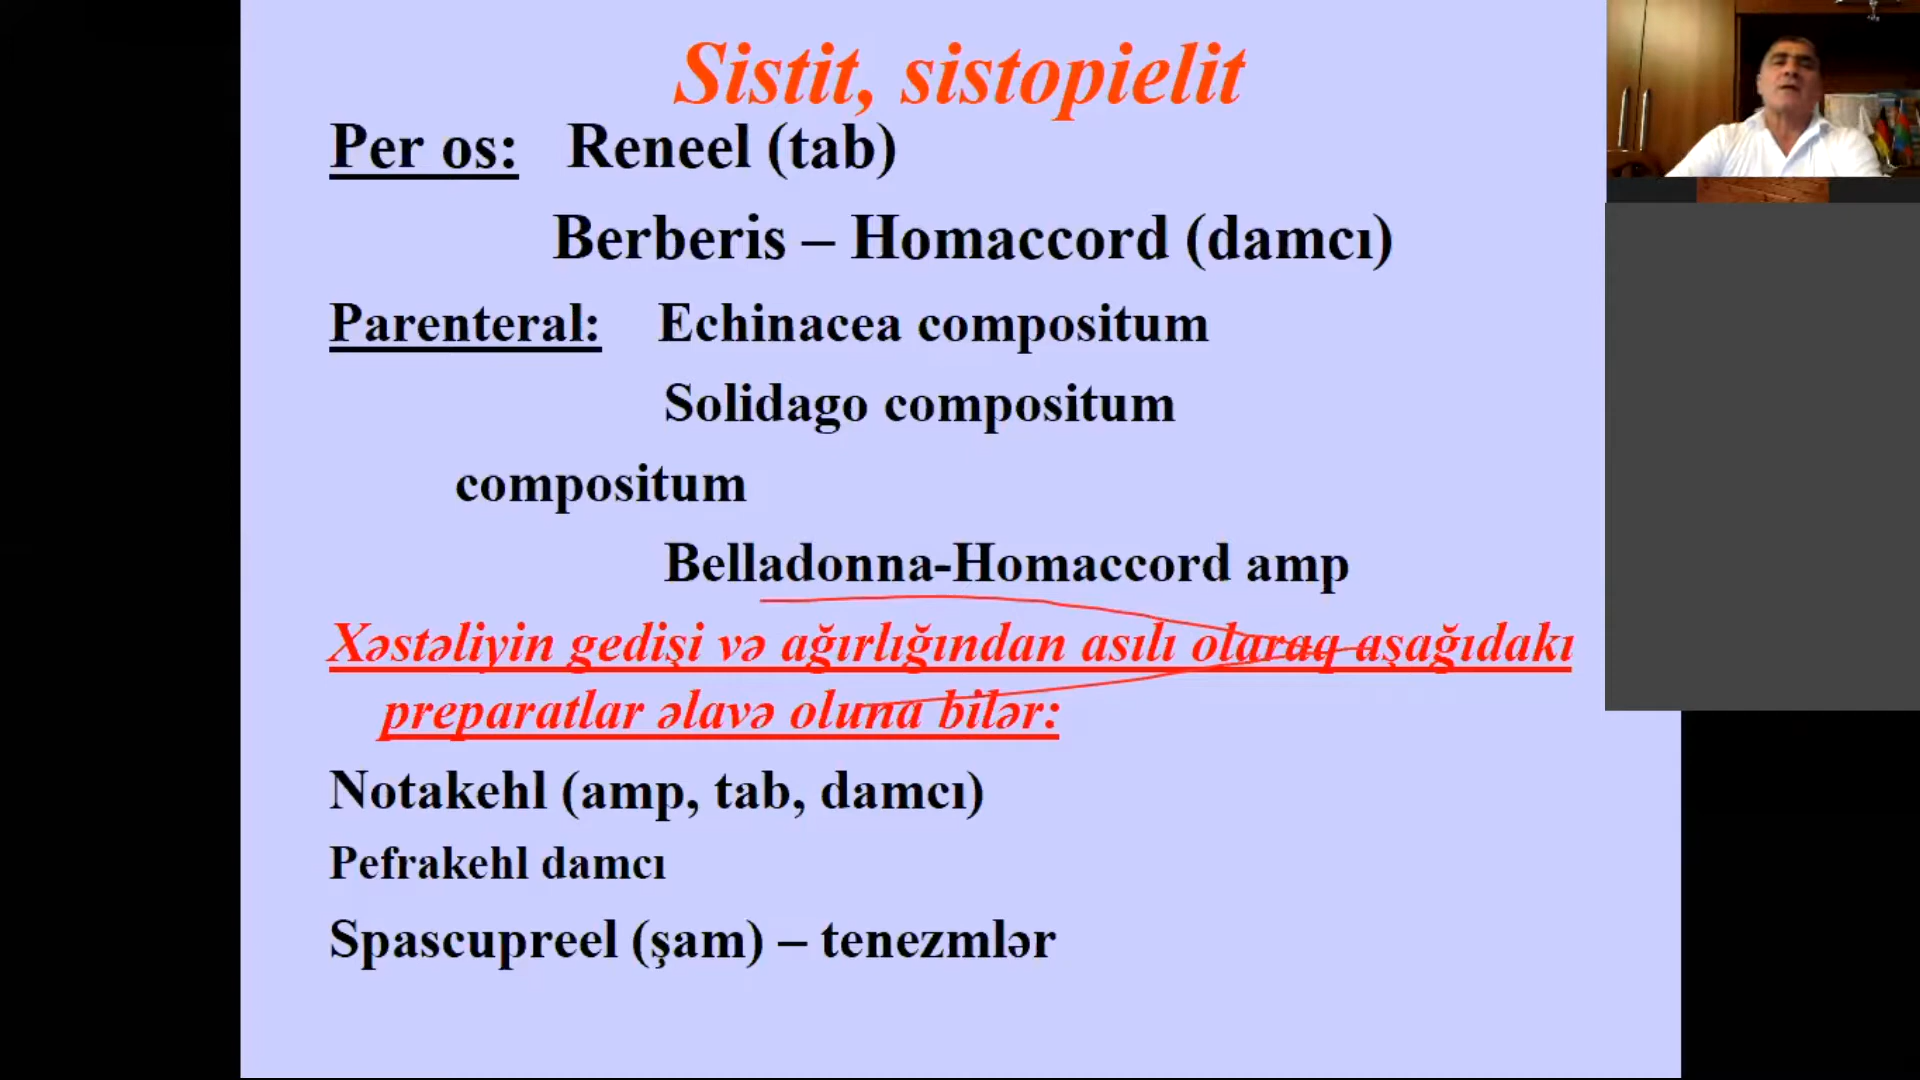 Sistit, sistopielit
Per os: Reneel (tab)
Berberis – Homaccord (damcı)
Parenteral: Echinacea compositum
Solidago compositum
compositum
Belladonna-Homaccord amp
Xəstəliyin gedişi və ağırlığından asılı olaraq aşağıdakı
preparatlar əlavə oluna bilər:
Notakehl (amp, tab, damcı)
Pefrakehl damcı
Spascupreel (şam) – tenezmlər